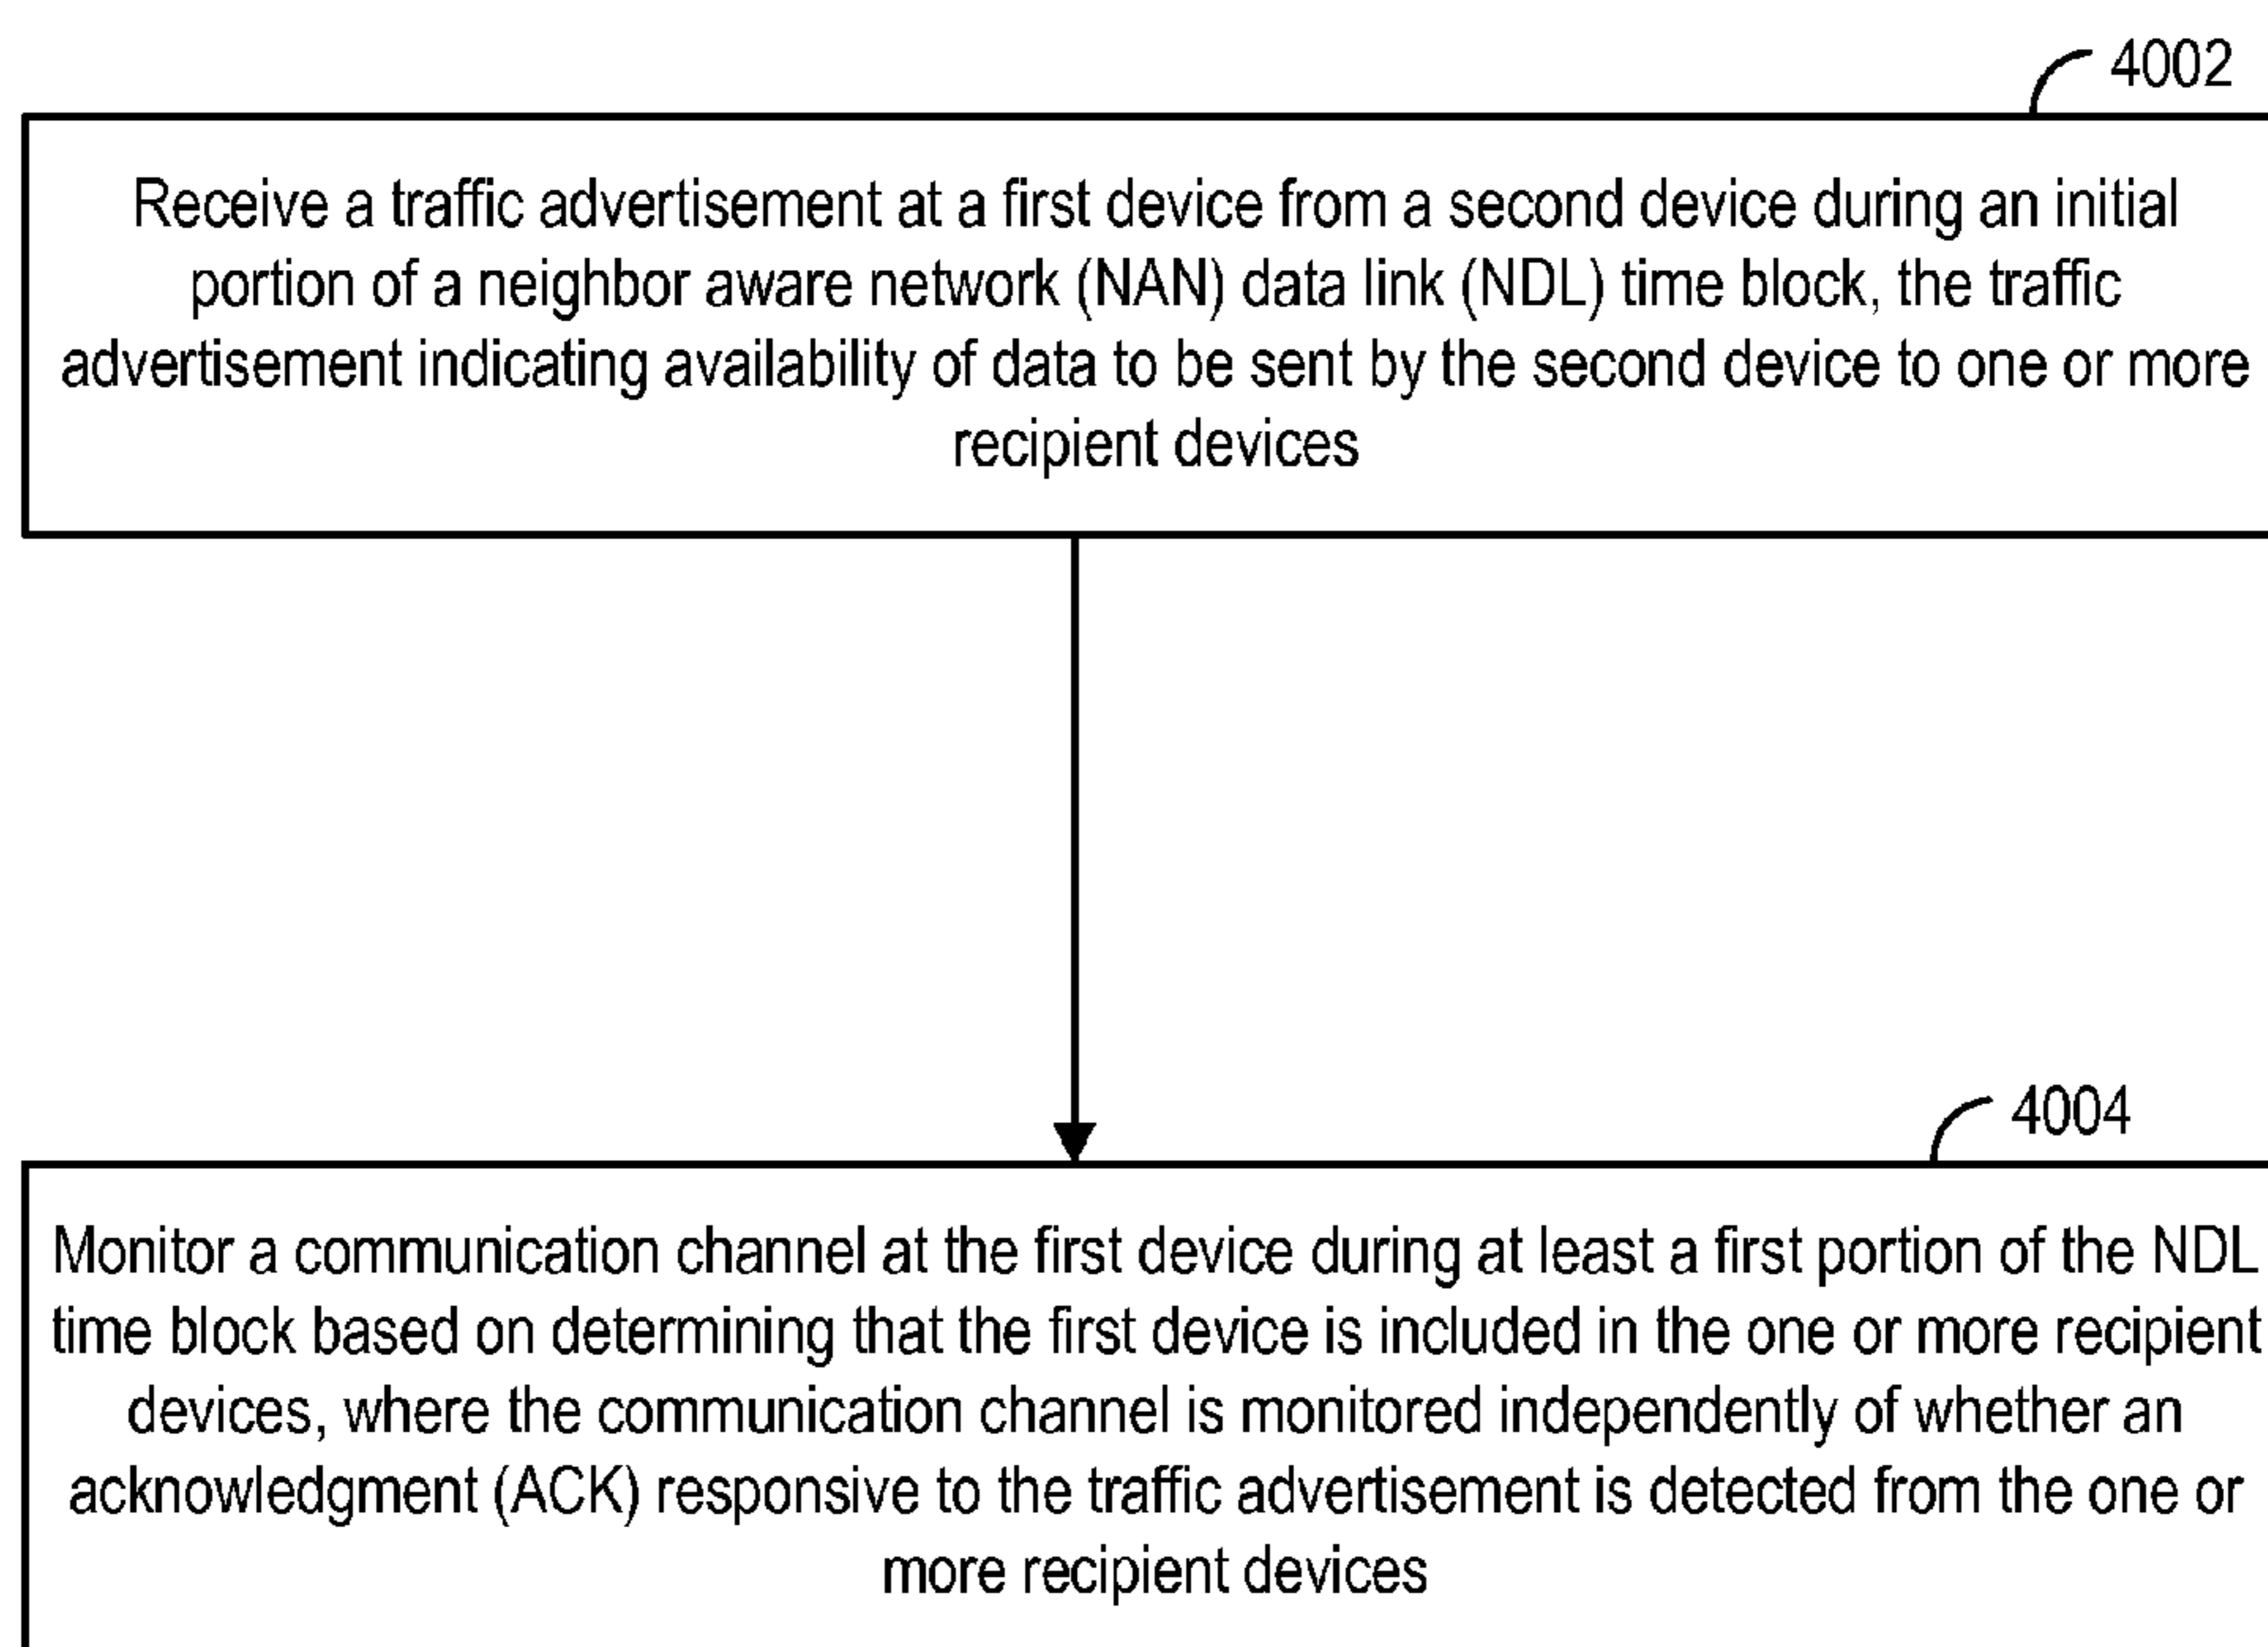 4002
Receive a traffic advertisement at a first device from a second device during an initial
portion of a neighbor aware network (NAN) data link (NDL) time block, the traffic
advertisement indicating availability of data to be sent by the second device to one or more
recipient devices
4004
Monitor a communication channel at the first device during at least a first portion of the NDL
time block based on determining that the first device is included in the one or more recipient
devices, where the communication channel is monitored independently of whether an
acknowledgment (ACK) responsive to the traffic advertisement is detected from the one or
more recipient devices